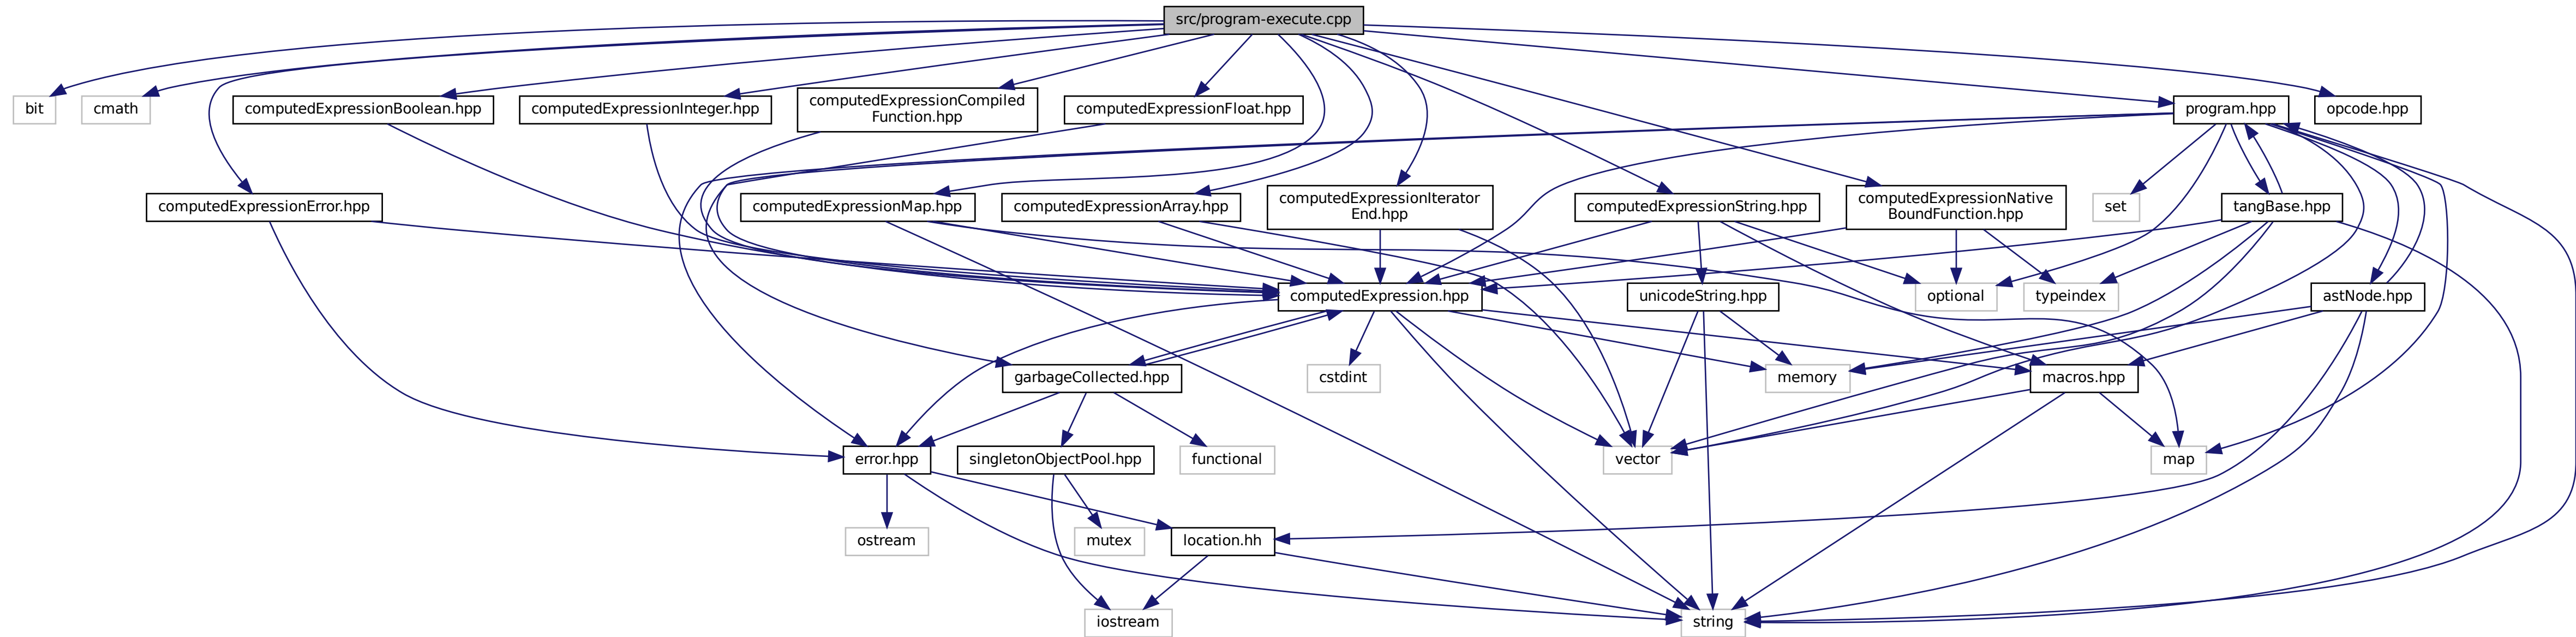 src/program-execute.cpp
bit
cmath
computedExpressionBoolean.hpp
computedExpressionInteger.hpp
computedExpressionCompiled
Function.hpp
computedExpressionFloat.hpp
program.hpp
opcode.hpp
computedExpressionError.hpp
computedExpressionMap.hpp
computedExpressionArray.hpp
computedExpressionIterator
End.hpp
computedExpressionString.hpp
computedExpressionNative
BoundFunction.hpp
set
tangBase.hpp
computedExpression.hpp
unicodeString.hpp
optional
typeindex
astNode.hpp
garbageCollected.hpp
cstdint
memory
macros.hpp
error.hpp
singletonObjectPool.hpp
functional
vector
map
ostream
mutex
location.hh
iostream
string